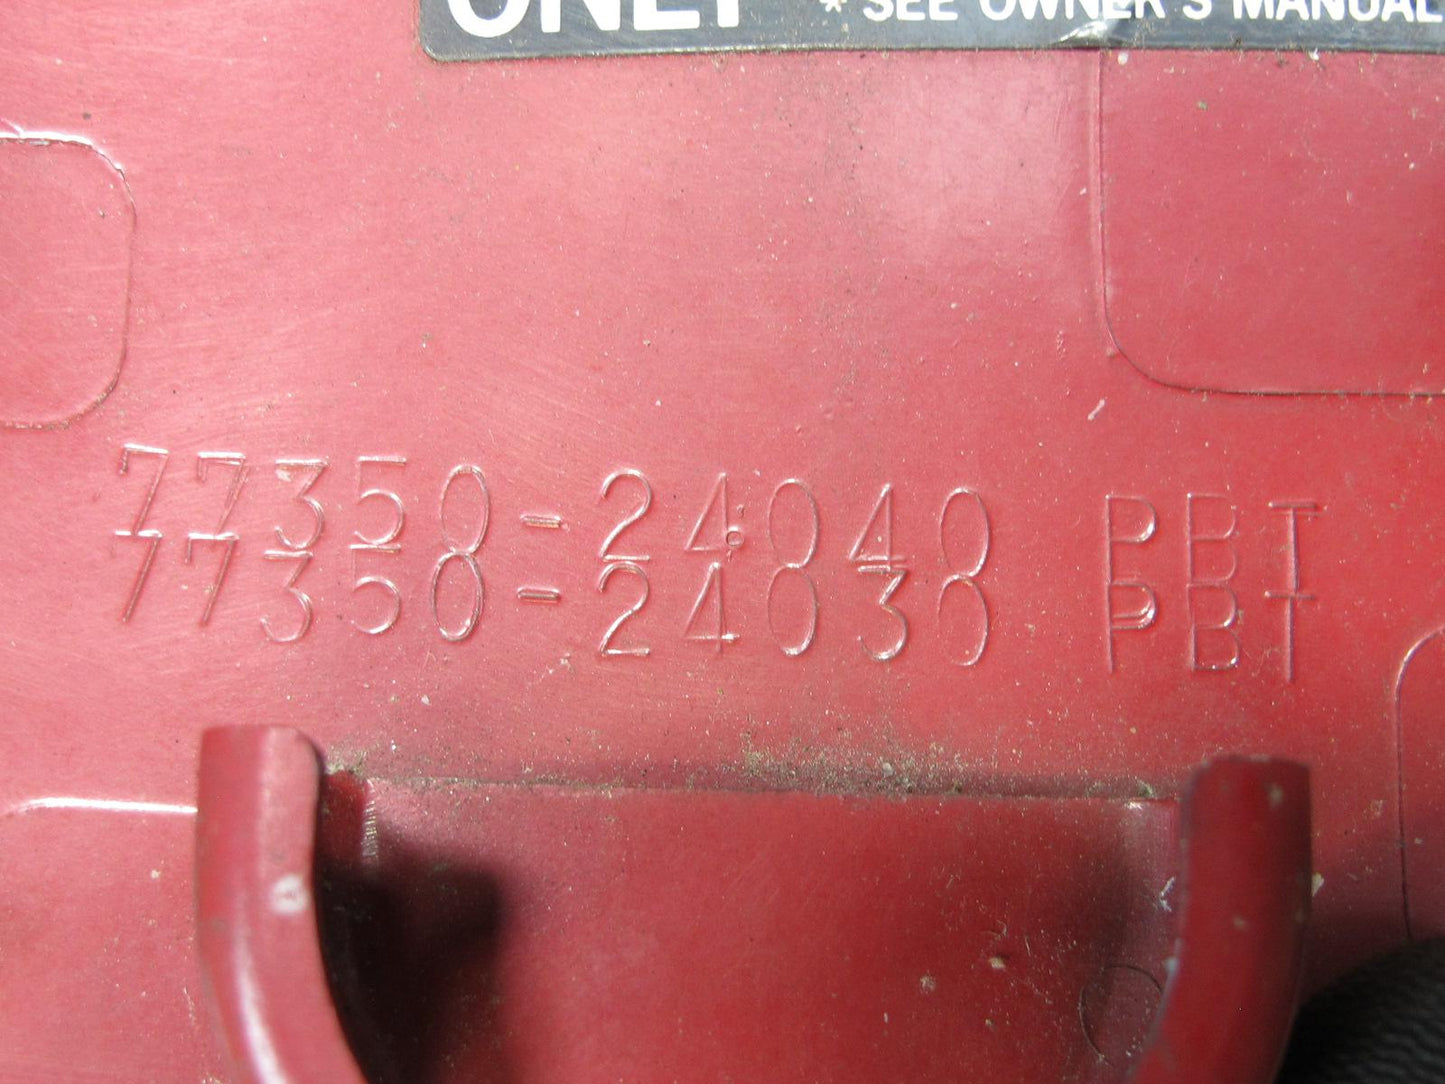 ONLY * SEE OWNER'S MANUAL
77350-24040 PBT
77350-24030 PBT